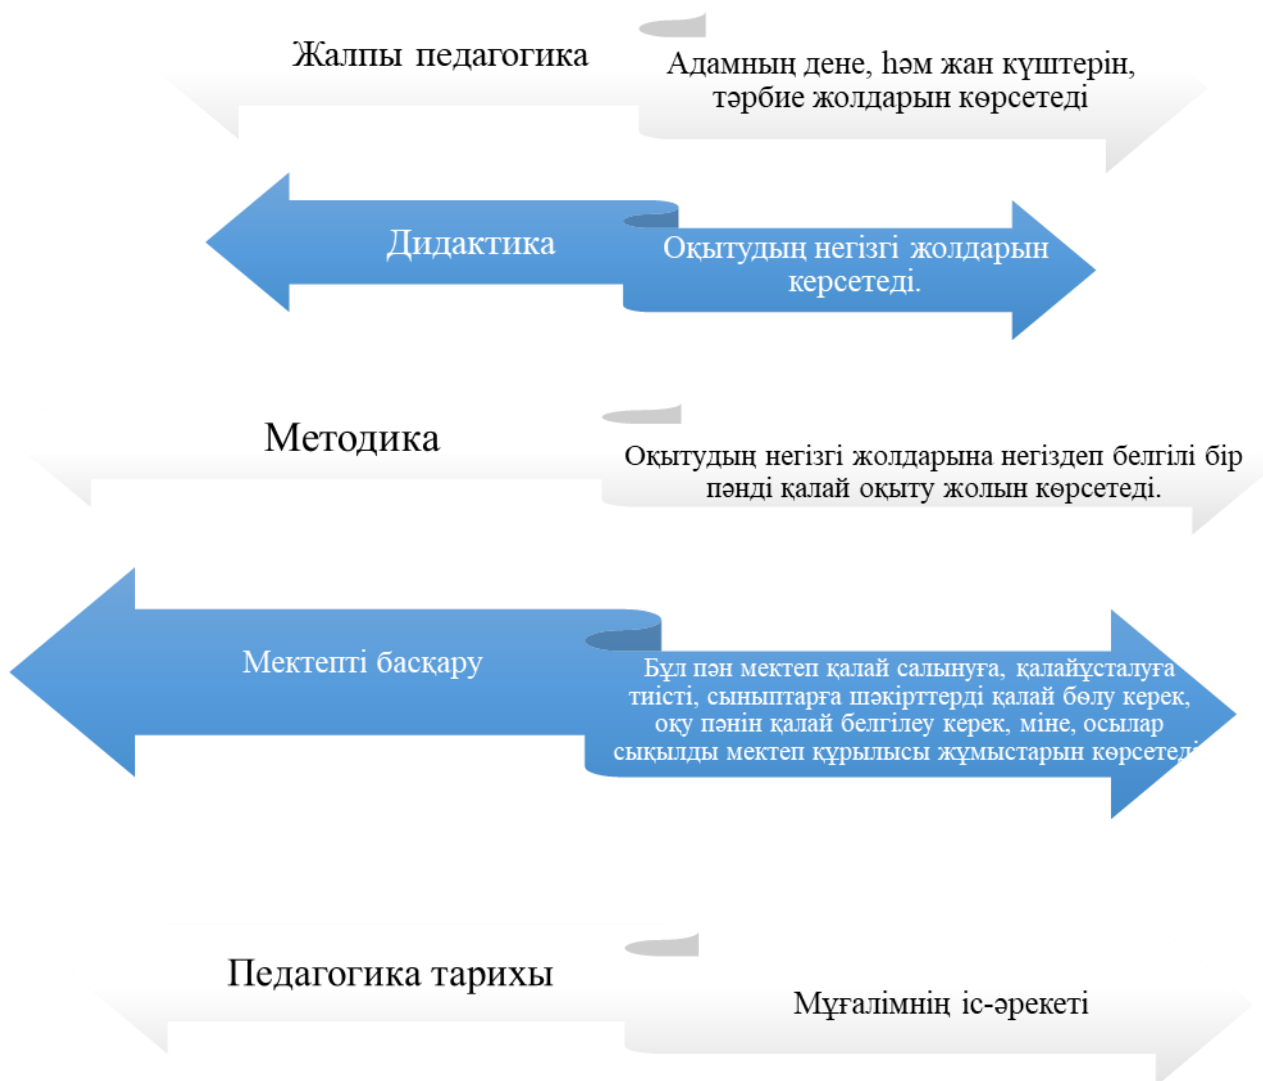 Жалпы педагогика
Адамның дене, һәм жан күштерін,
тәрбие жолдарын көрсетеді
Дидактика
Оқытудың негізгі жолдарын
керсетеді.
Методика
Оқытудың негізгі жолдарына негіздеп белгілі бір
пәнді қалай оқыту жолын көрсетеді.
Мектепті басқару
Бұл пән мектеп қалай салынуға, қалайұсталуға
тиісті, сыныптарға шәкірттерді қалай бөлу керек,
оқу пәнін қалай белгілеу керек, міне, осылар
сықылды мектеп құрылысы жұмыстарын көрсетеді
Педагогика тарихы
Мұғалімнің іс-әрекеті